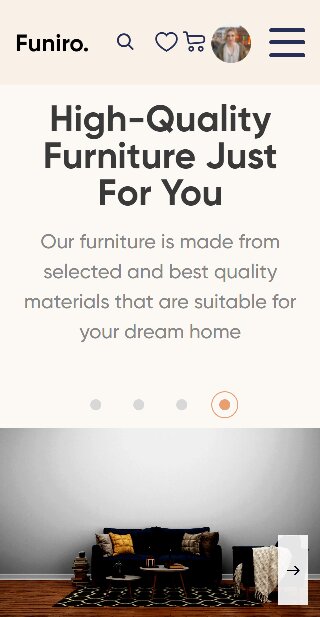 Funiro.
High-Quality
Furniture Just
For You
Our furniture is made from
selected and best quality
materials that are suitable for
your dream home